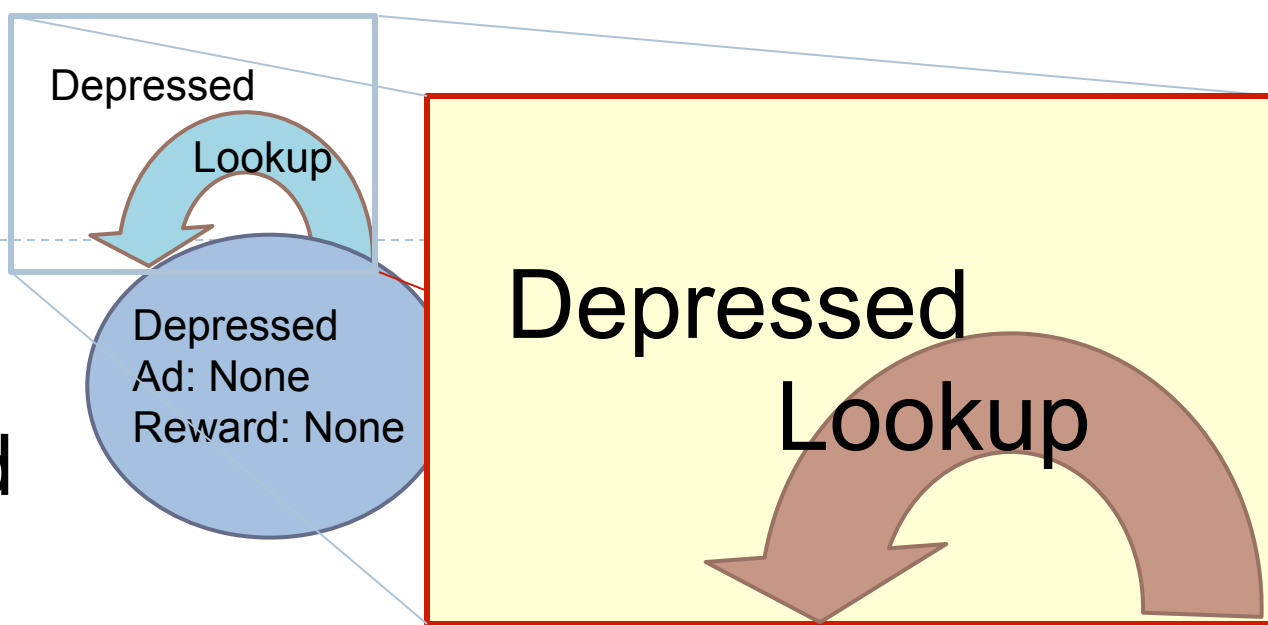 Depressed
Lookup
Depressed
Ad: None
Reward: None
Depressed
Lookup